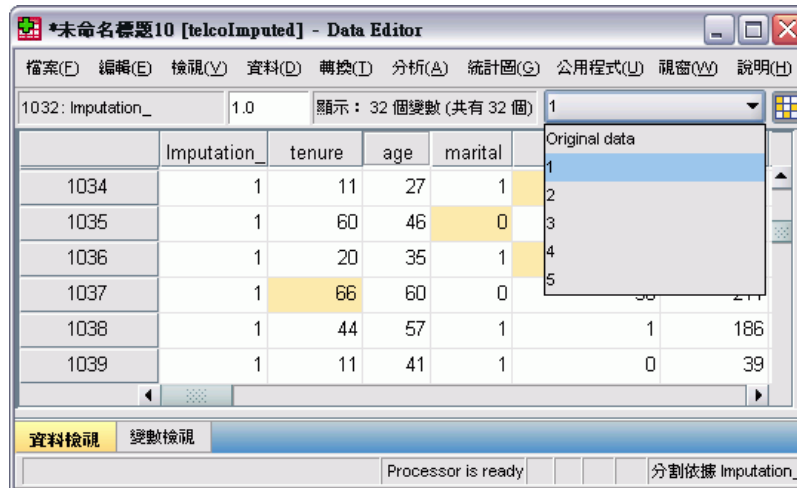 *未命名標題10 [telcoImputed] - Data Editor
檔案(F) 編輯(E) 檢視(V) 資料(D) 轉換(T) 分析(A) 統計圖(G) 公用程式(U) 視窗(W) 說明(H)
1032 : Imputation_ 1.0 顯示： 32 個變數 (共有 32 個) 1
Imputation_ tenure age marital
Original data
1
2
3
4
5
1034 1 11 27 1
1035 1 60 46 0
1036 1 20 35 1
1037 1 66 60 0
1038 1 44 57 1 1 186
1039 1 11 41 1 0 39
資料檢視 變數檢視
Processor is ready 分割依據 Imputation_